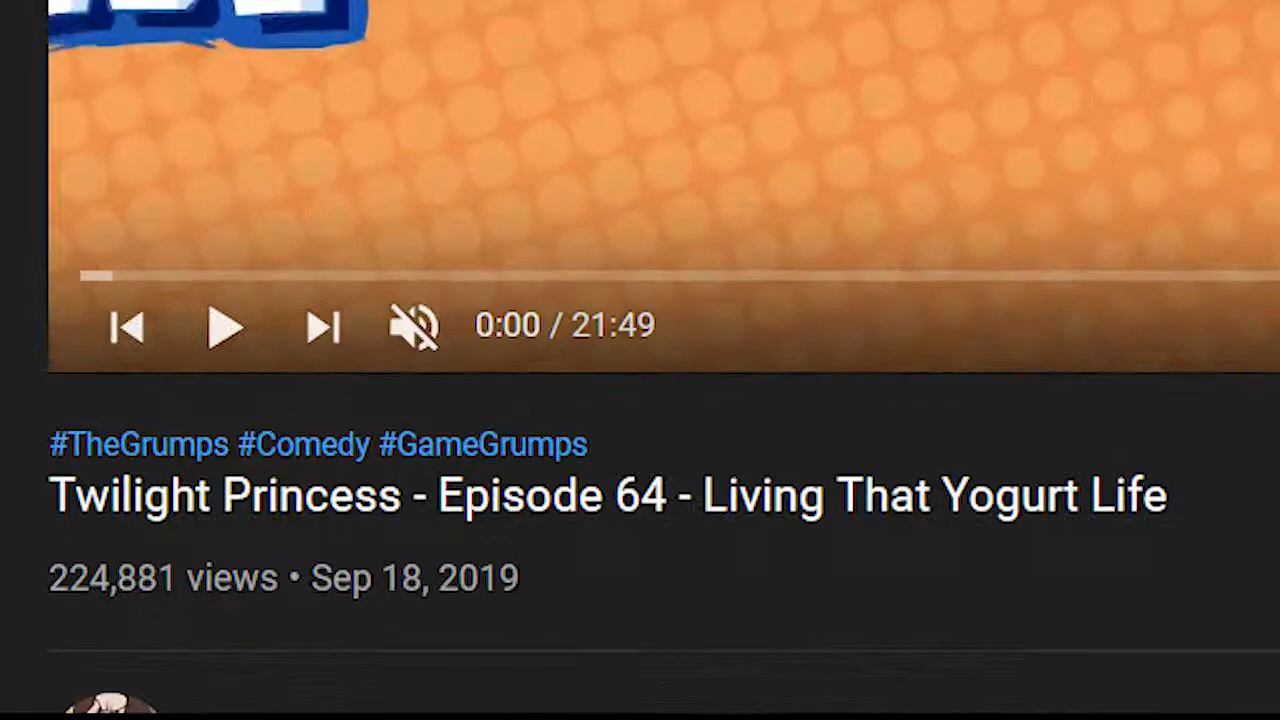 0:00 / 21:49
#TheGrumps #Comedy #GameGrumps
Twilight Princess - Episode 64 - Living That Yogurt Life
224,881 views • Sep 18, 2019